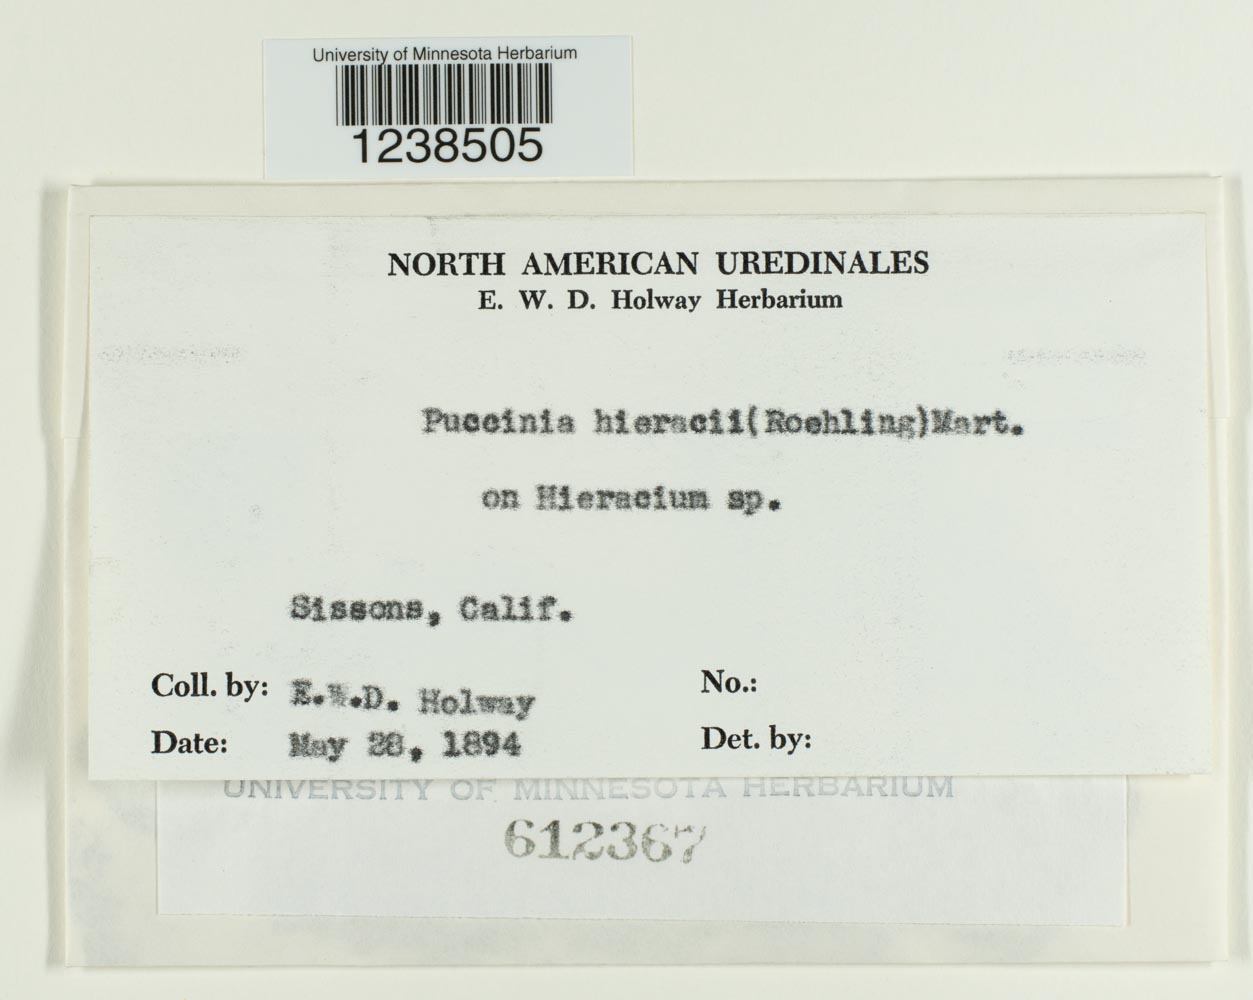 University of Minnesota Herbarium
1238505
NORTH AMERICAN UREDINALES
E. W. D. Holway Herbarium
Puccinia hieracii(Roehling)Mart.
on Hieracium sp.
Sissons, Calif.
Coll. by: E.W.D. Holway No.:
Date: May 28, 1894 Det. by:
UNIVERSITY OF MINNESOTA HERBARIUM
612367